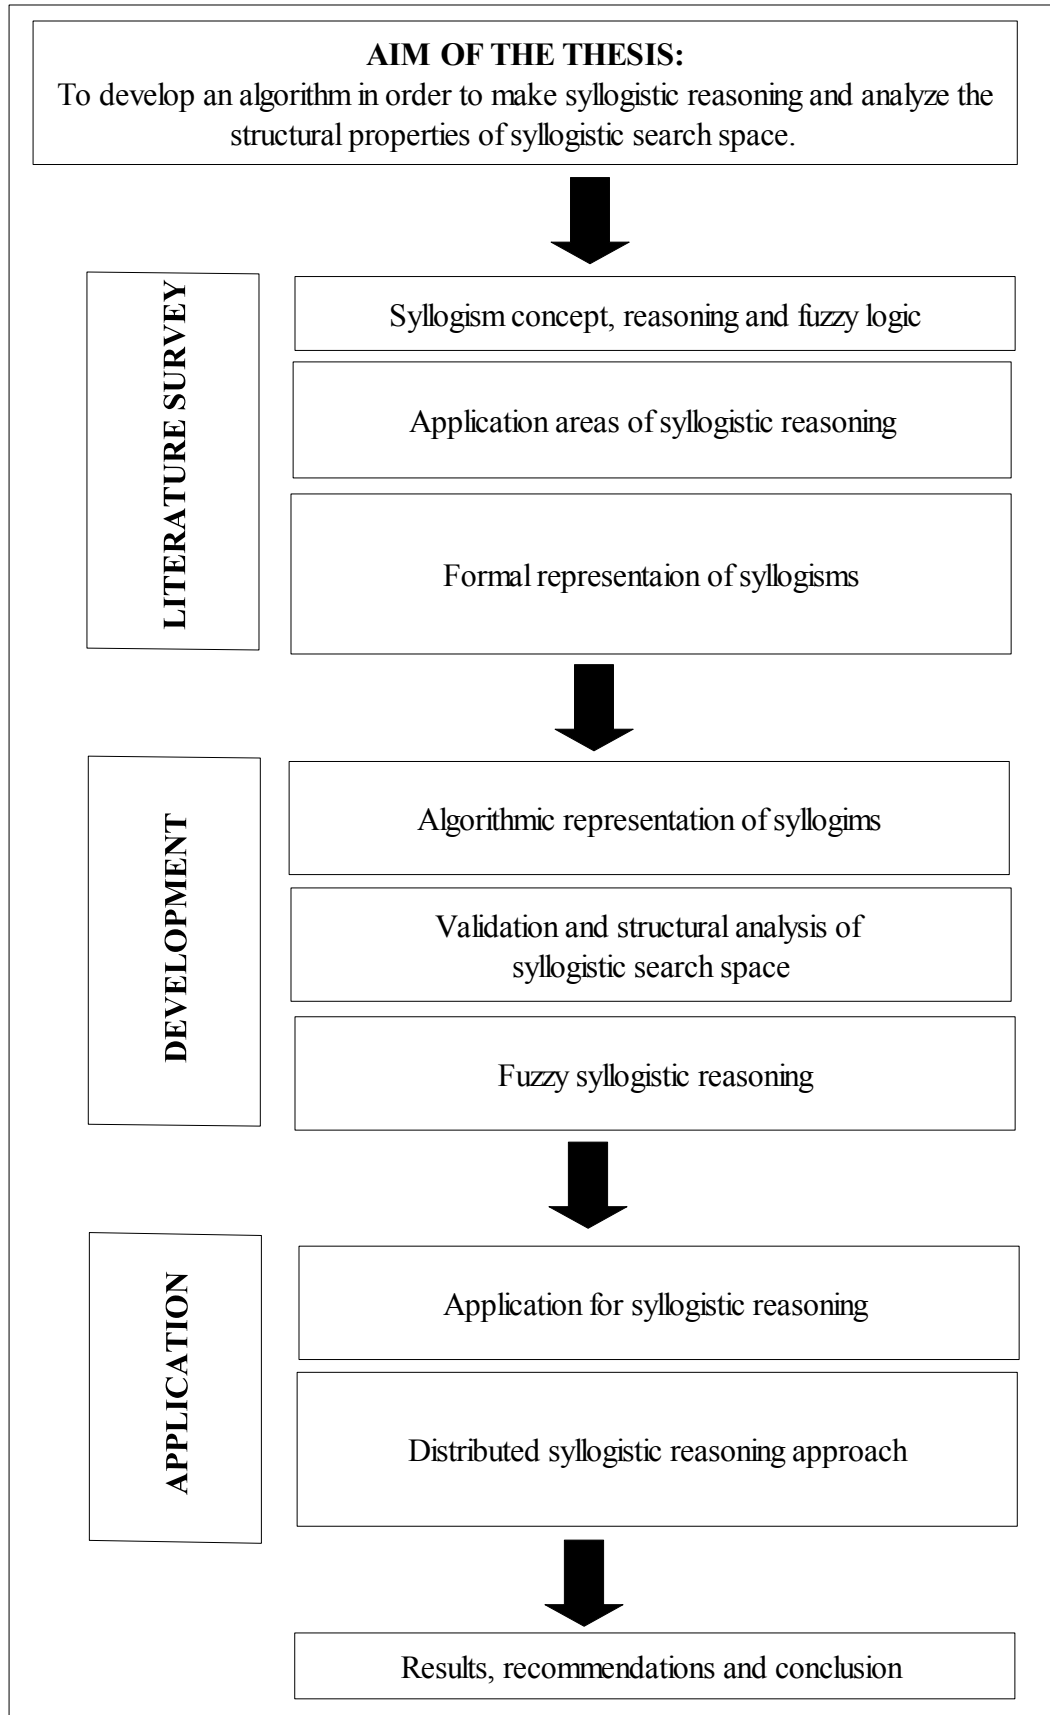 AIM OF THE THESIS:
To develop an algorithm in order to make syllogistic reasoning and analyze the
structural properties of syllogistic search space.
LITERATURE SURVEY
Syllogism concept, reasoning and fuzzy logic
Application areas of syllogistic reasoning
Formal representaion of syllogisms
DEVELOPMENT
Algorithmic representation of syllogims
Validation and structural analysis of
syllogistic search space
Fuzzy syllogistic reasoning
APPLICATION
Application for syllogistic reasoning
Distributed syllogistic reasoning approach
Results, recommendations and conclusion